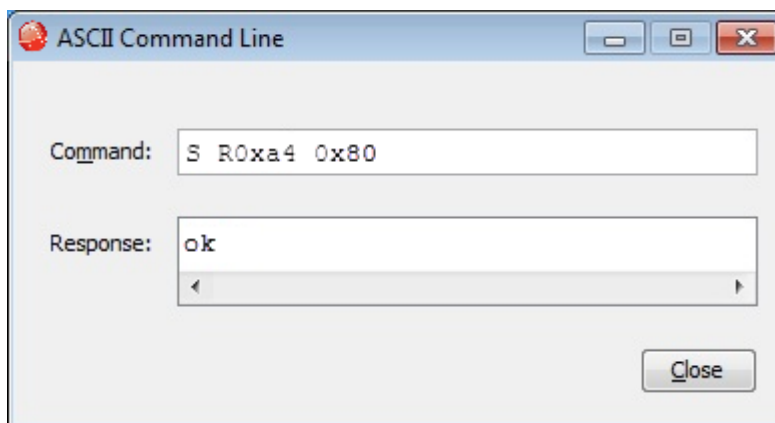 ASCII Command Line
Command: S R0xa4 0x80
Response: ok
Close